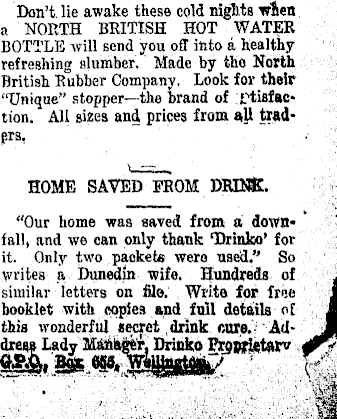 Don't lie awake these cold nights when
a NORTH BRITISH HOT WATER
BOTTLE will send you off into a healthy
refreshing slumber. Made by the North
British Rubber Company. Look for their
"Unique" stopper—the brand of
tion. All sizes and prices from all trad-
ers.
HOME SAVED FROM DRINK.
"Our home was saved from a down-
fall, and we can only thank 'Drinko' for
it. Only two packets were used." So
writes a Dunedin wife. Hundreds of
similar letters on file. Write for free
booklet with copies and full details of
this wonderful secret drink cure. Ad-
dress Lady Manager, Drinko Proprietary
G.P.O., Box 655, Wellington.